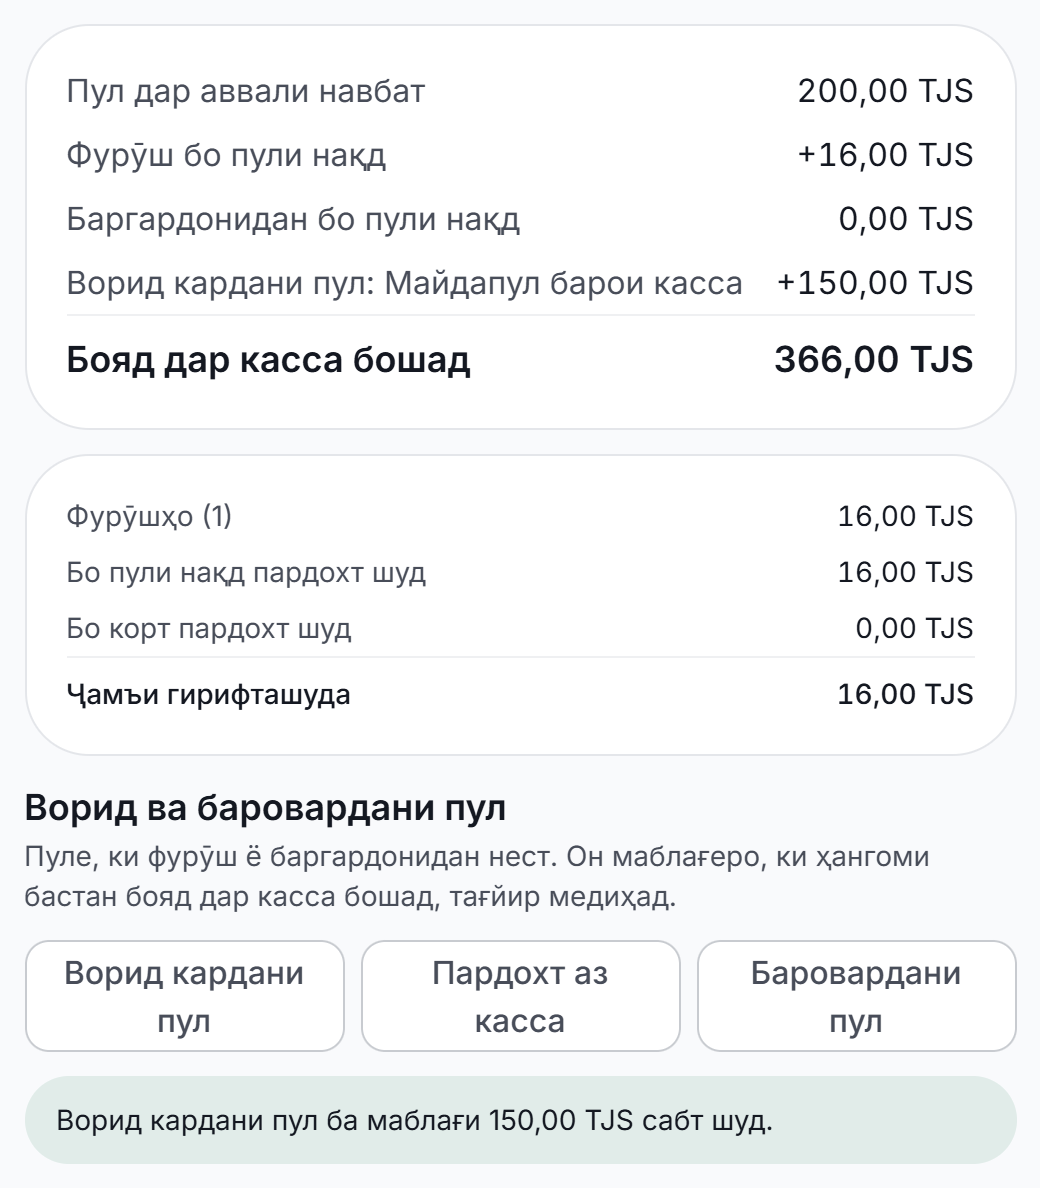 Пул дар аввали навбат 200,00 TJS
Фурӯш бо пули нақд +16,00 TJS
Баргардонидан бо пули нақд 0,00 TJS
Ворид кардани пул: Майдапул барои касса +150,00 TJS
Бояд дар касса бошад 366,00 TJS
Фурӯшҳо (1) 16,00 TJS
Бо пули нақд пардохт шуд 16,00 TJS
Бо корт пардохт шуд 0,00 TJS
Ҷамъи гирифташуда 16,00 TJS
Ворид ва баровардани пул
Пуле, ки фурӯш ё баргардонидан нест. Он маблағеро, ки ҳангоми
бастан бояд дар касса бошад, тағйир медиҳад.
Ворид кардани
пул
Пардохт аз
касса
Баровардани
пул
Ворид кардани пул ба маблағи 150,00 TJS сабт шуд.